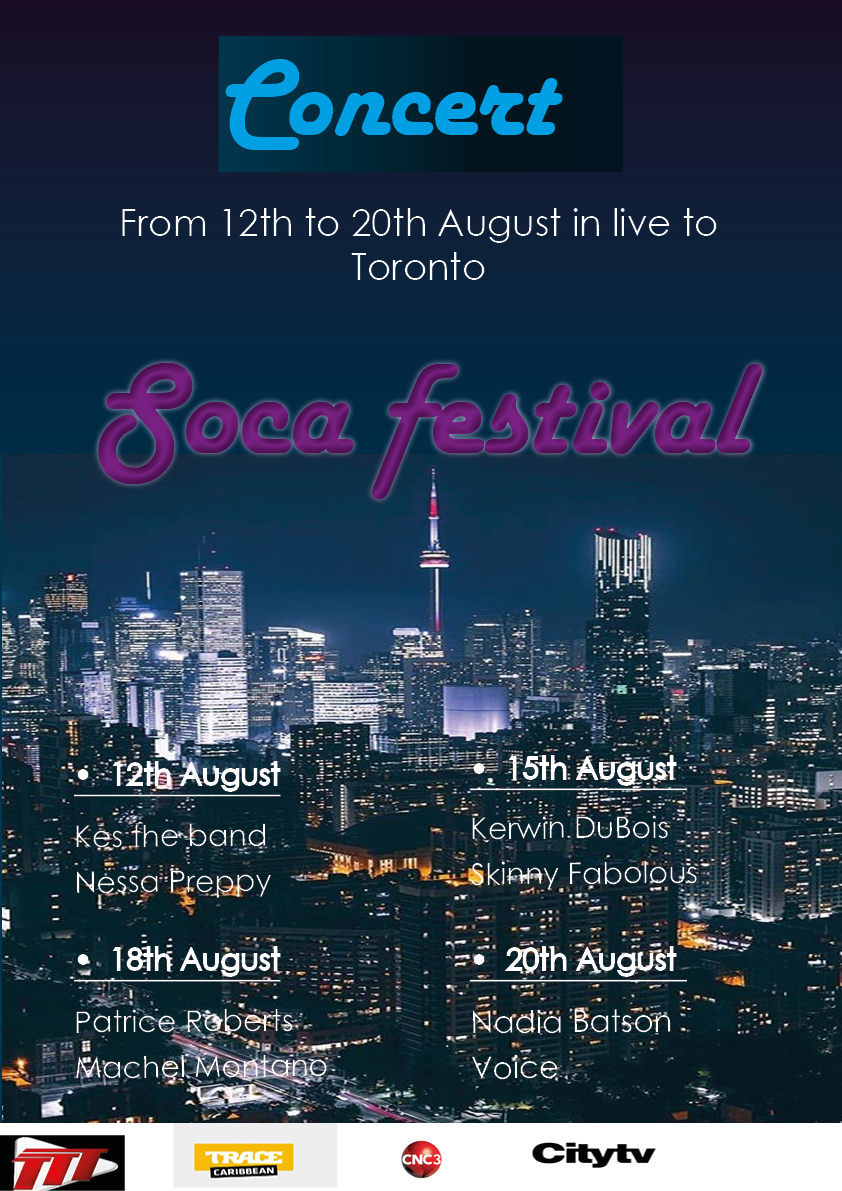 Concert
From 12th to 20th August in live to
Toronto
Soca festival
• 12th August
Kes the band
Nessa Preppy
• 15th August
Kerwin DuBois
Skinny Fabolous
• 18th August
Patrice Roberts
Machel Montano
• 20th August
Nadia Batson
Voice
TTT
TRACE
CARIBBEAN
CNC3
Citytv